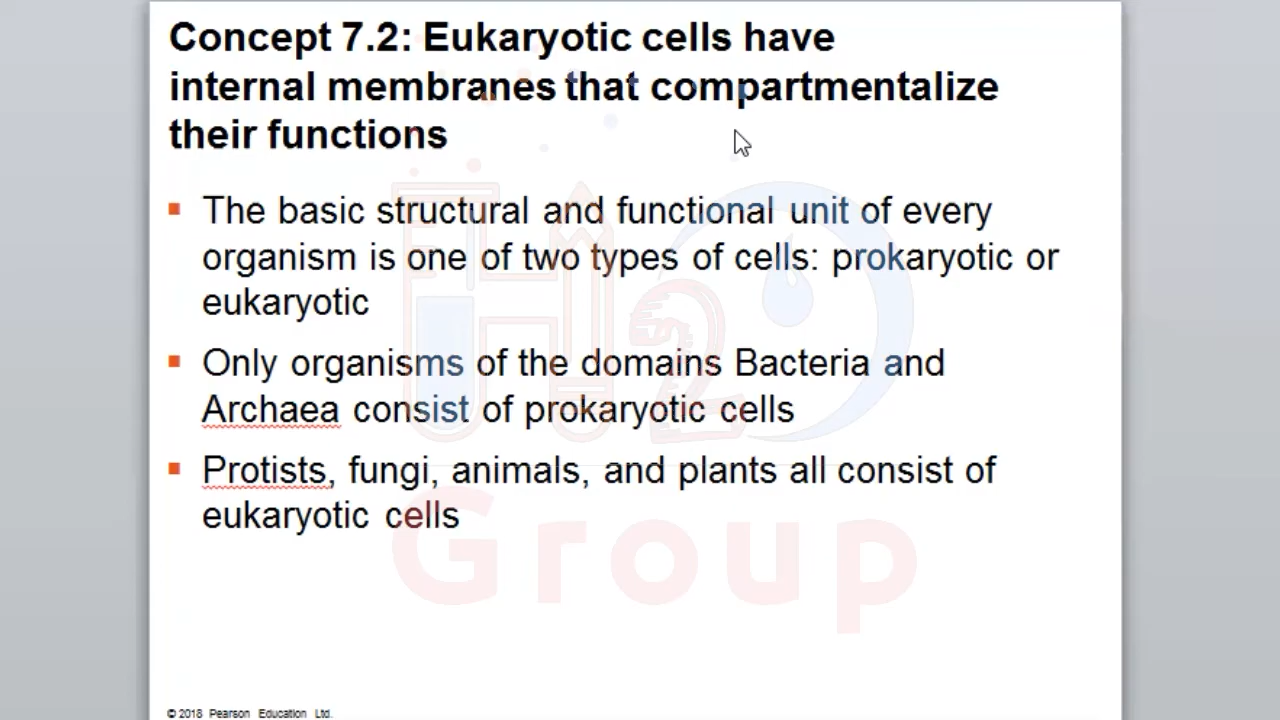 Concept 7.2: Eukaryotic cells have
internal membranes that compartmentalize
their functions
▪ The basic structural and functional unit of every
organism is one of two types of cells: prokaryotic or
eukaryotic
▪ Only organisms of the domains Bacteria and
Archaea consist of prokaryotic cells
▪ Protists, fungi, animals, and plants all consist of
eukaryotic cells
H2O
Group
© 2018 Pearson Education Ltd.